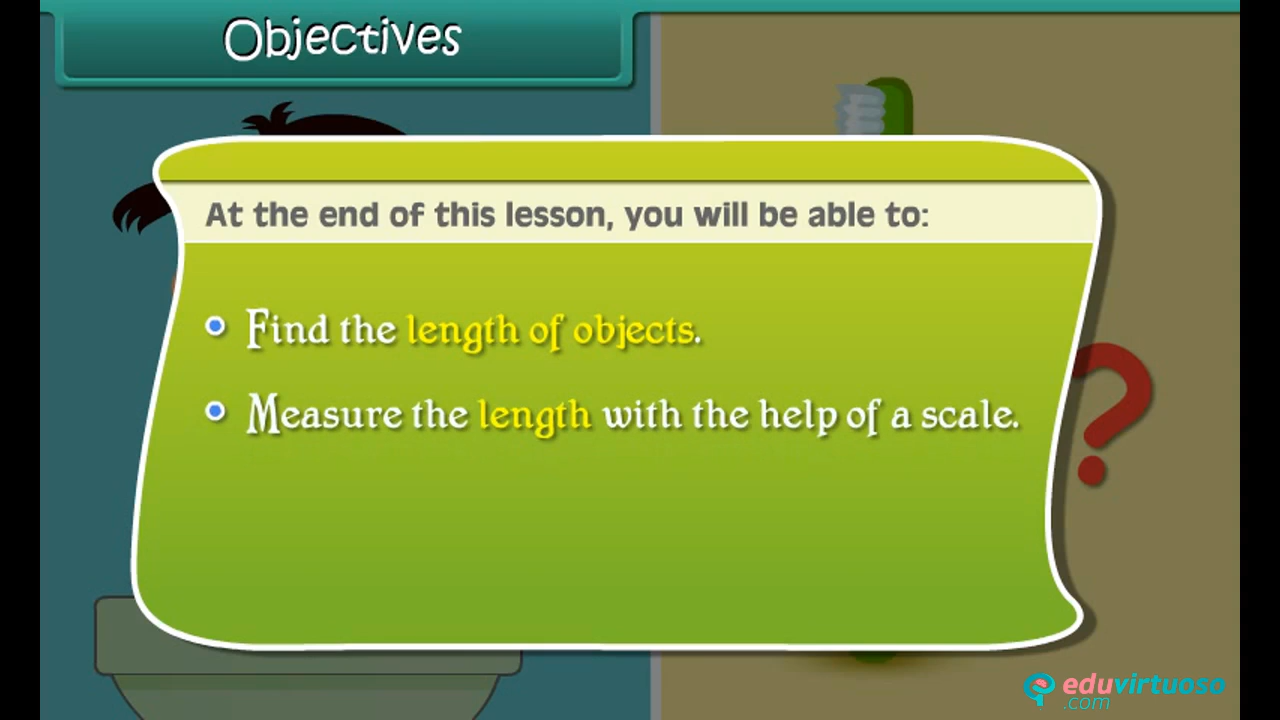 Objectives
At the end of this lesson, you will be able to:
Find the length of objects.
Measure the length with the help of a scale.
?
eduvirtuoso
.com